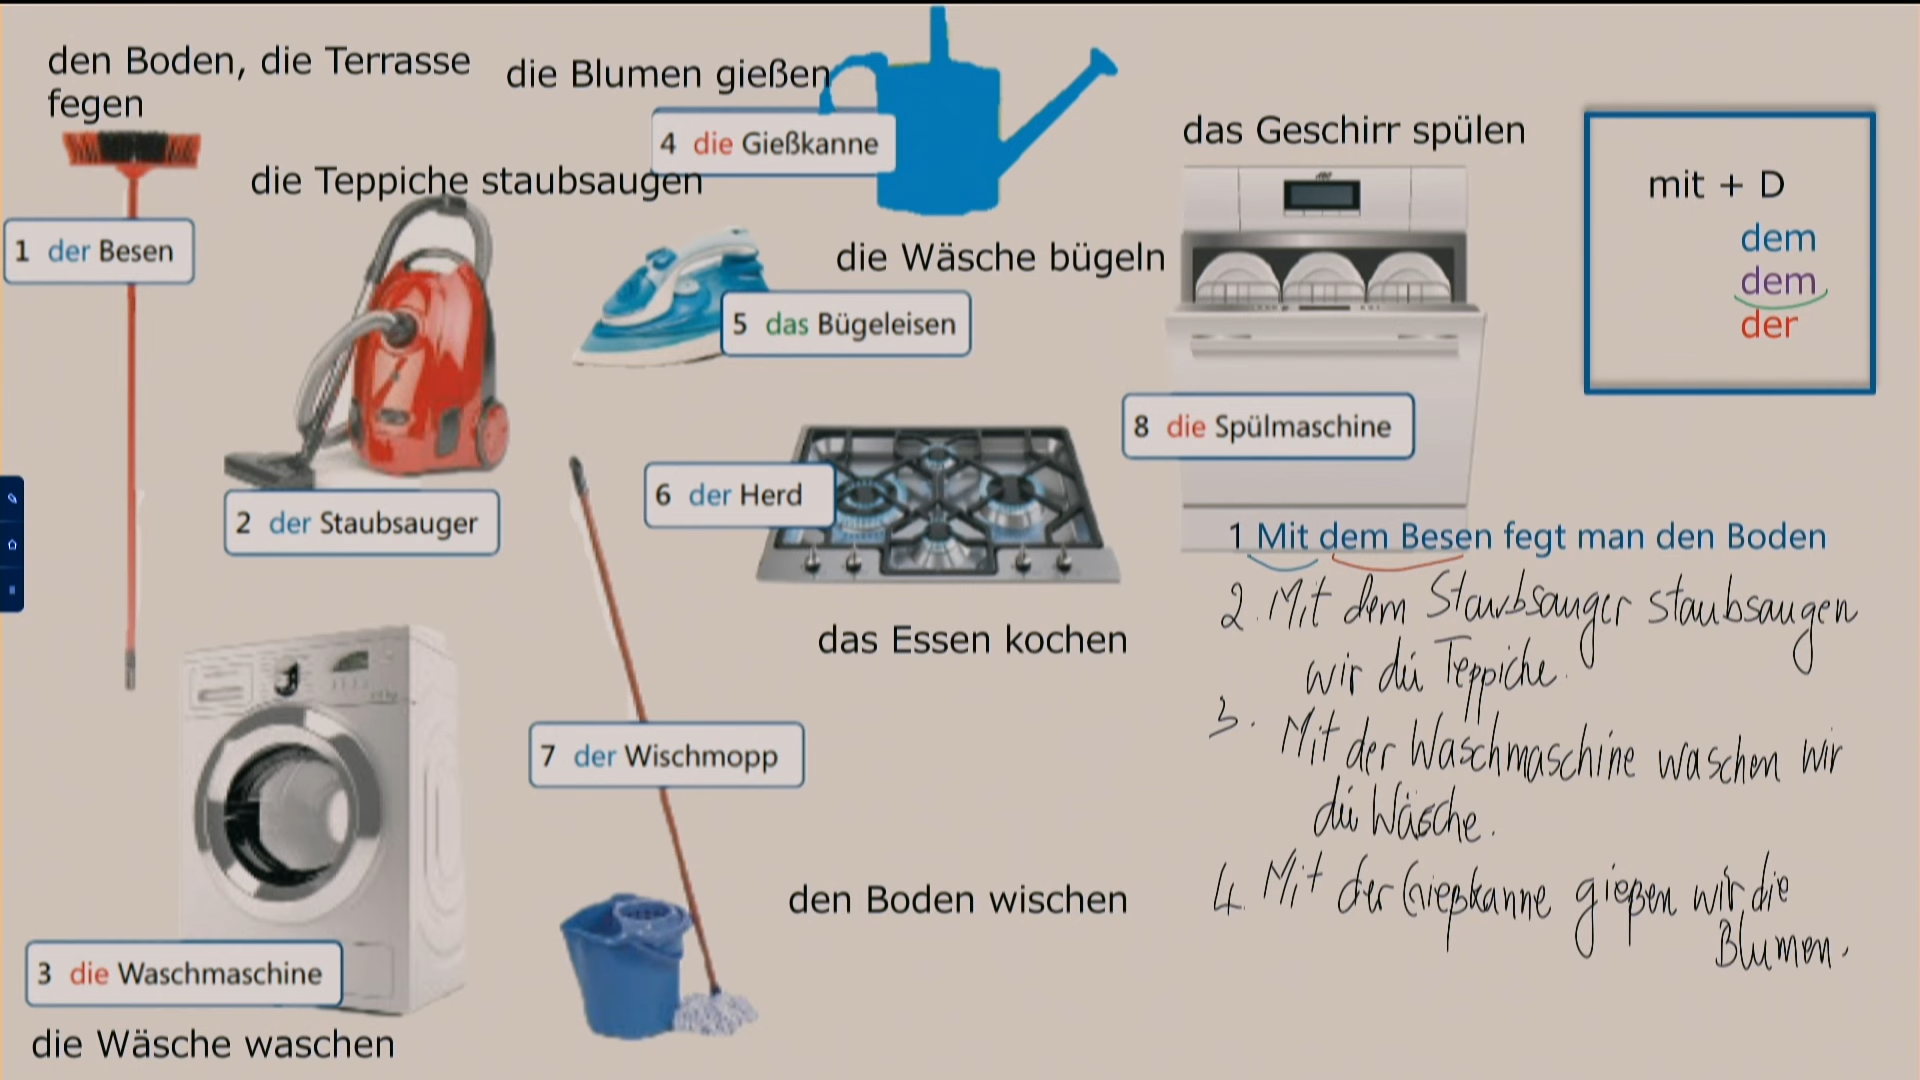 den Boden, die Terrasse
fegen
die Blumen gießen
4 die Gießkanne
das Geschirr spülen
mit + D
dem
dem
der
die Teppiche staubsaugen
1 der Besen
die Wäsche bügeln
5 das Bügeleisen
8 die Spülmaschine
6 der Herd
2 der Staubsauger
das Essen kochen
7 der Wischmopp
den Boden wischen
3 die Waschmaschine
die Wäsche waschen
1 Mit dem Besen fegt man den Boden
2. Mit dem Staubsauger staubsaugen
wir die Teppiche.
3. Mit der Waschmaschine waschen wir
die Wäsche.
4. Mit der Gießkanne gießen wir die
Blumen.